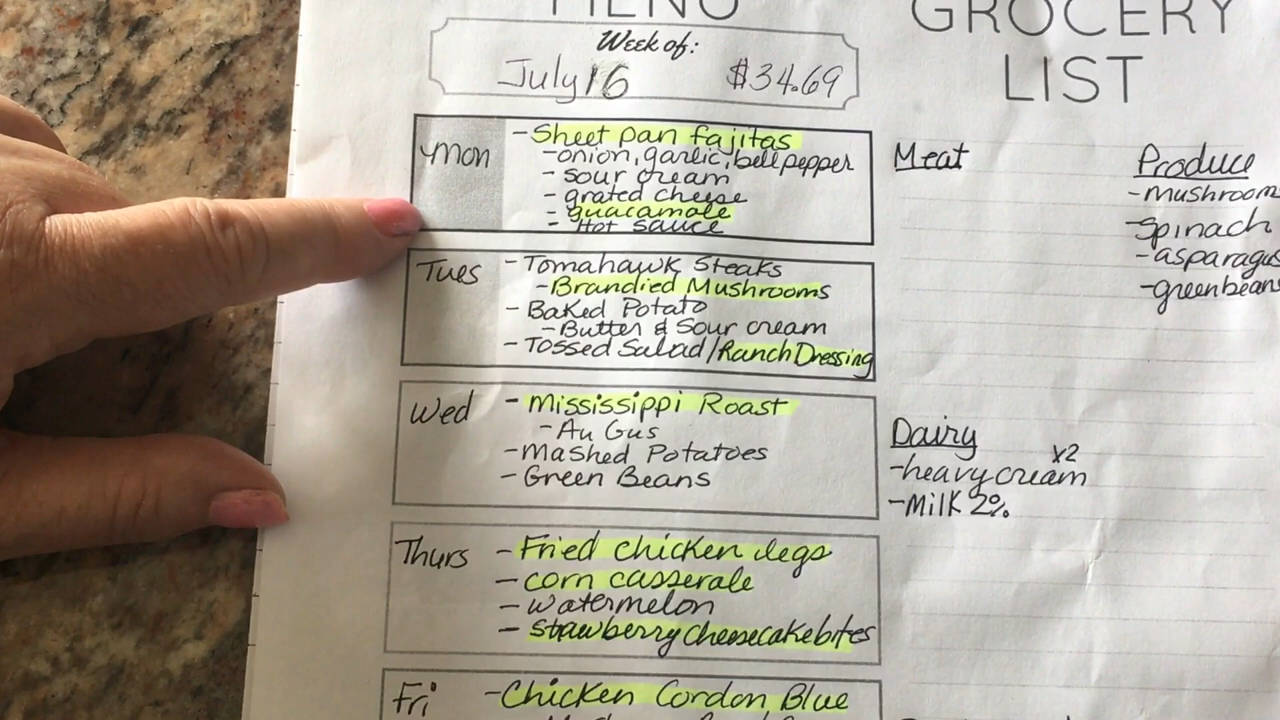 MENU
Week of:
July 16 $34.69
Mon
- Sheet pan fajitas
- onion, garlic, bell pepper
- sour cream
- grated cheese
- guacamole
- Hot sauce
Tues
- Tomahawk Steaks
- Brandied Mushrooms
- Baked Potato
- Butter & Sour cream
- Tossed Salad/Ranch Dressing
Wed
- Mississippi Roast
- Au Gus
- Mashed Potatoes
- Green Beans
Thurs
- Fried chicken legs
- corn casserale
- watermelon
- Strawberry Cheesecake bites
Fri
- Chicken Cordon Blue
GROCERY
LIST
Meat
Produce
- mushroom
- Spinach
- asparagus
- green beans
Dairy
- heavy cream x2
- Milk 2%